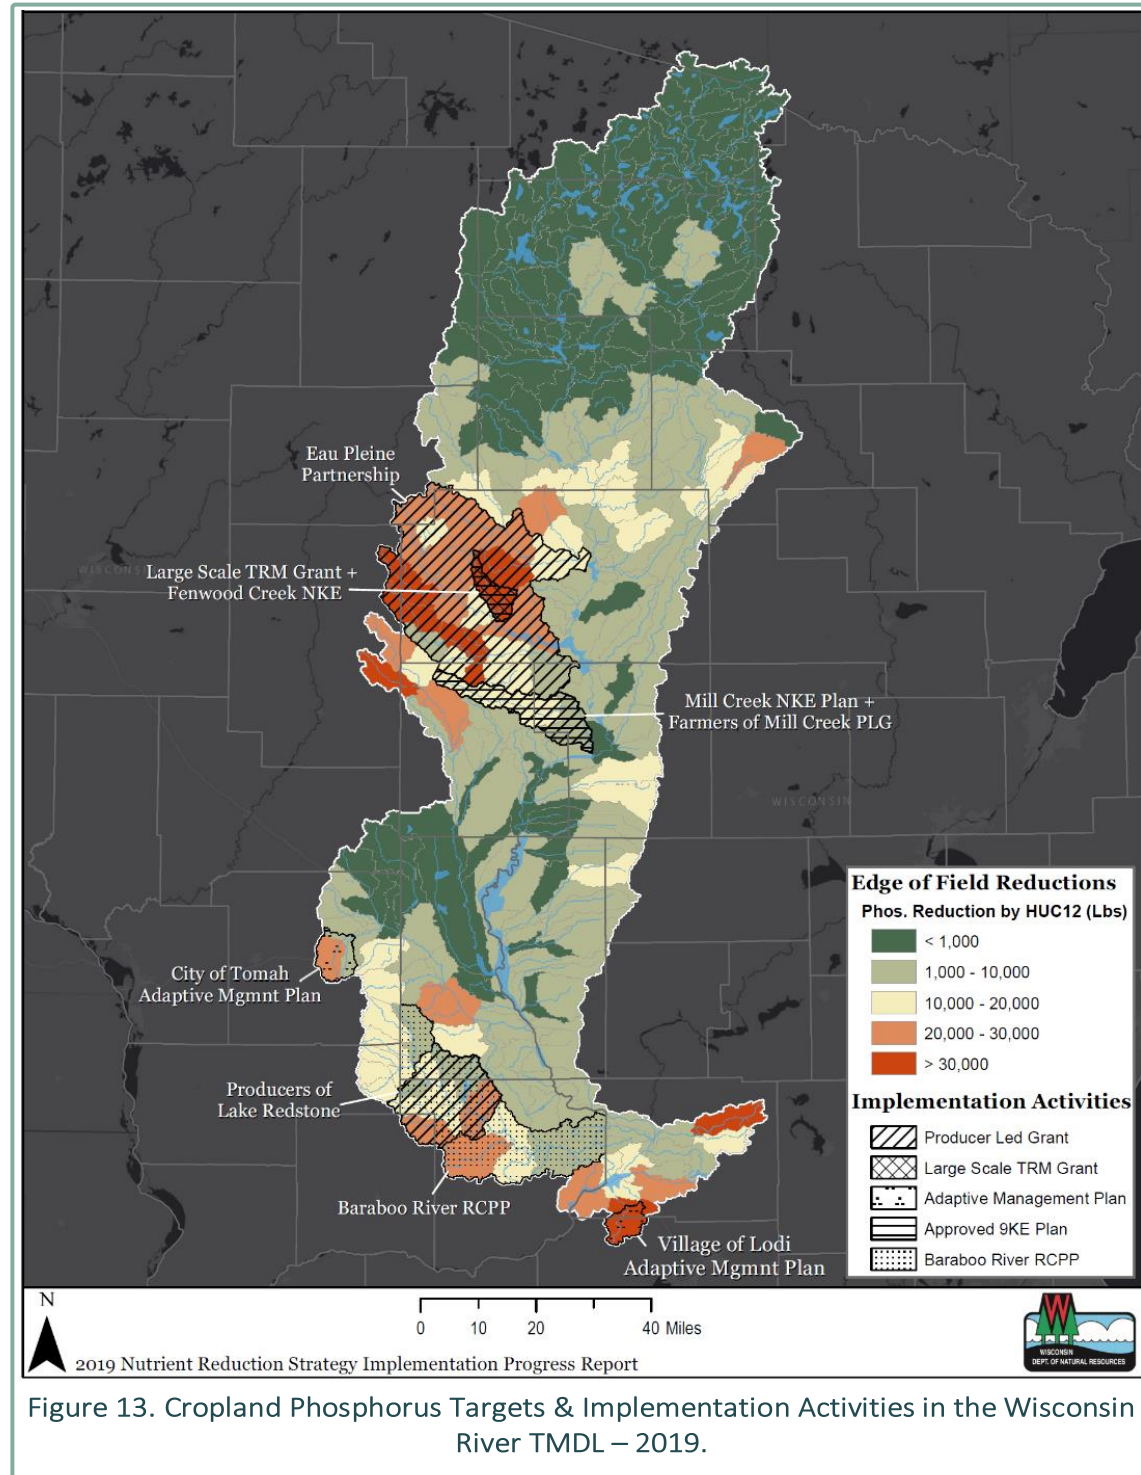 Eau Pleine
Partnership
WISCONSIN
Large Scale TRM Grant +
Fenwood Creek NKE
Mill Creek NKE Plan +
Farmers of Mill Creek PLG
WISCONSIN
City of Tomah
Adaptive Mgmnt Plan
Producers of
Lake Redstone
Baraboo River RCPP
Village of Lodi
Adaptive Mgmnt Plan
Edge of Field Reductions
Phos. Reduction by HUC12 (Lbs)
< 1,000
1,000 - 10,000
10,000 - 20,000
20,000 - 30,000
> 30,000
Implementation Activities
Producer Led Grant
Large Scale TRM Grant
Adaptive Management Plan
Approved 9KE Plan
Baraboo River RCPP
N
0 10 20 40 Miles
2019 Nutrient Reduction Strategy Implementation Progress Report
W
WISCONSIN
DEPT. OF NATURAL RESOURCES
Figure 13. Cropland Phosphorus Targets & Implementation Activities in the Wisconsin
River TMDL – 2019.